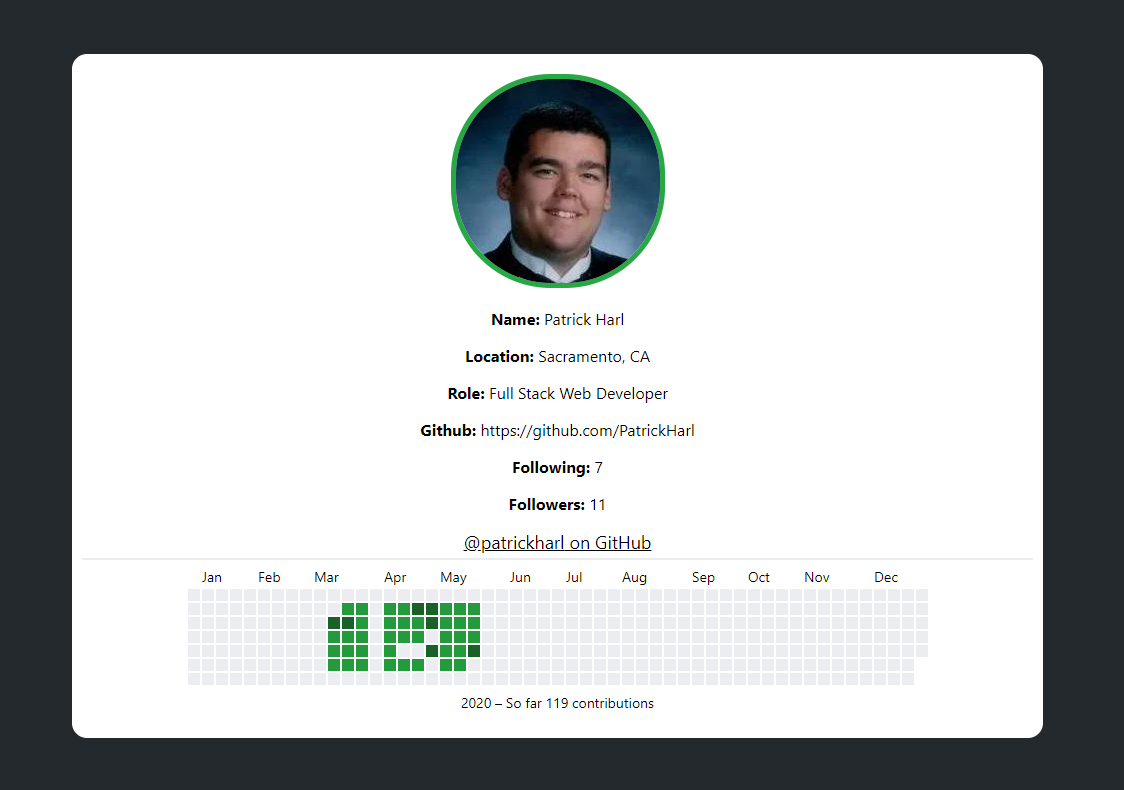 Name: Patrick Harl
Location: Sacramento, CA
Role: Full Stack Web Developer
Github: https://github.com/PatrickHarl
Following: 7
Followers: 11
@patrickharl on GitHub
Jan Feb Mar Apr May Jun Jul Aug Sep Oct Nov Dec
2020 – So far 119 contributions